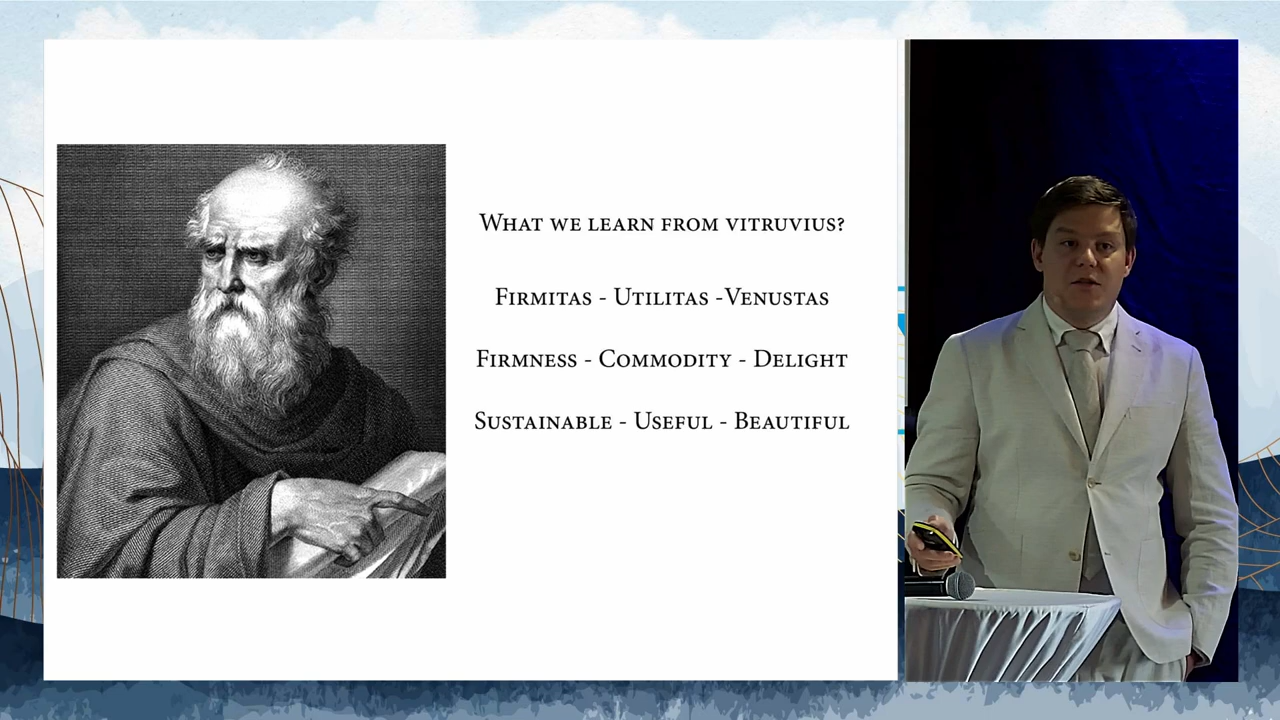 What we learn from vitruvius?
Firmitas - Utilitas -Venustas
Firmness - Commodity - Delight
Sustainable - Useful - Beautiful